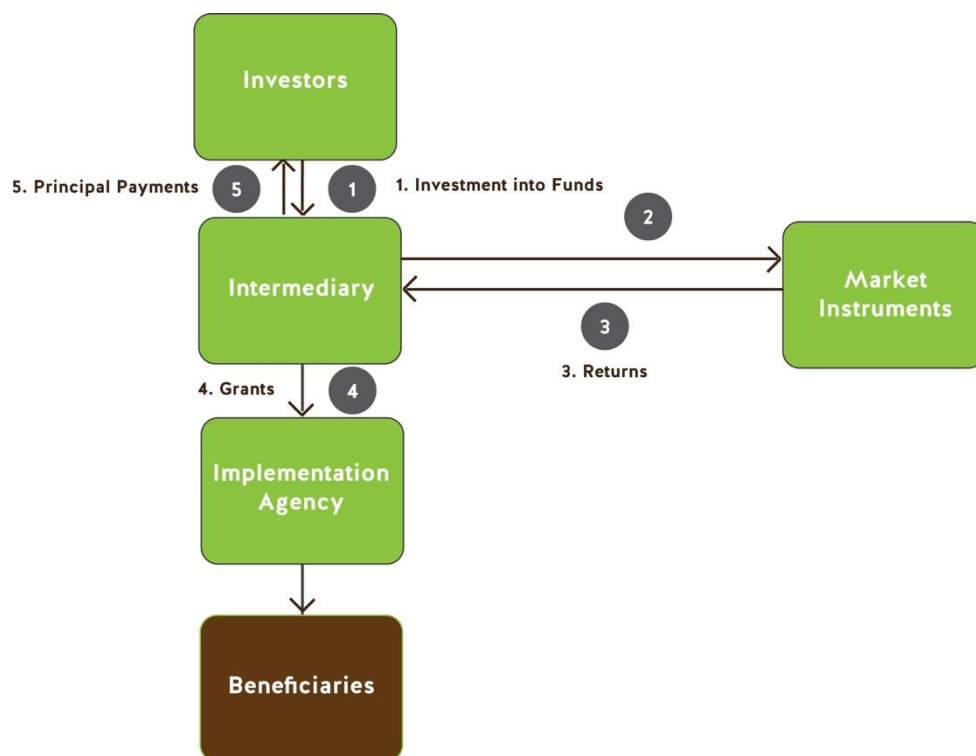 Investors
5. Principal Payments
5
1
1. Investment into Funds
2
Intermediary
Market
Instruments
3
3. Returns
4. Grants
4
Implementation
Agency
Beneficiaries